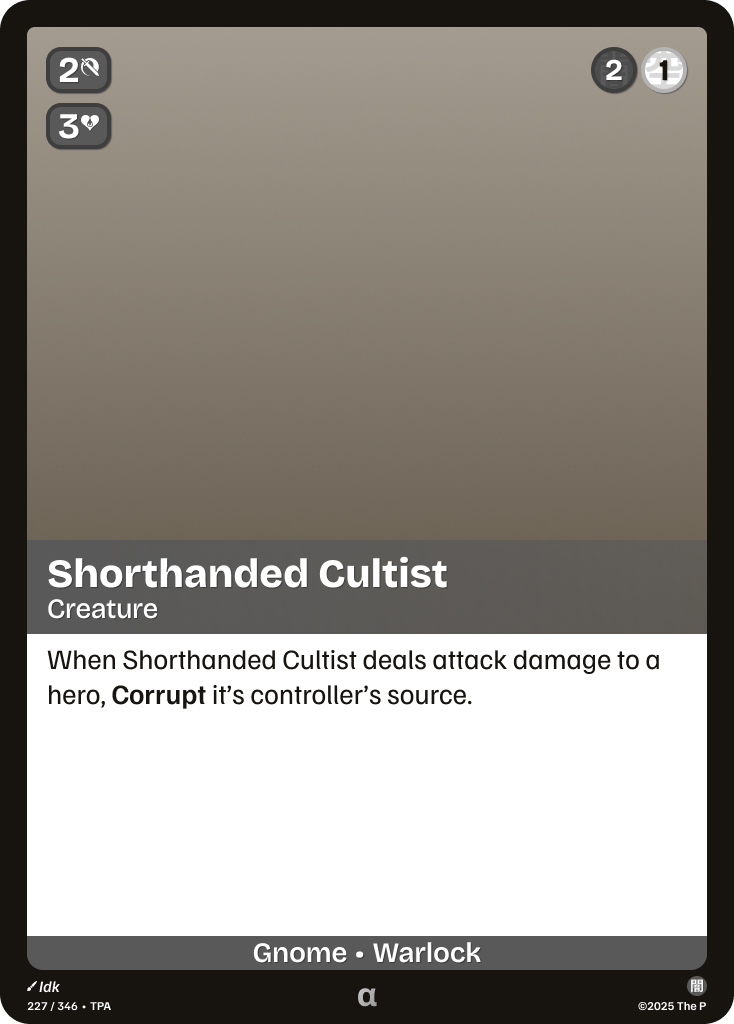 2
3
2 1
Shorthanded Cultist
Creature
When Shorthanded Cultist deals attack damage to a
hero, Corrupt it's controller's source.
Gnome • Warlock
Idk
227 / 346 • TPA
α
©2025 The P